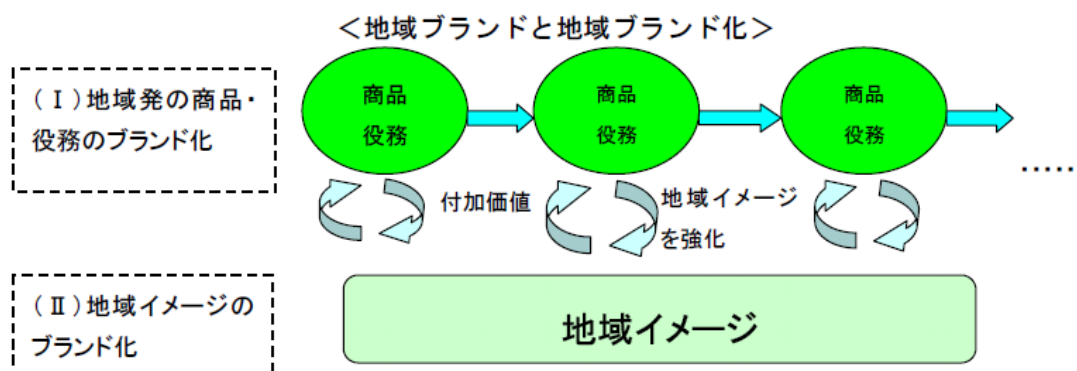 ＜地域ブランドと地域ブランド化＞
（Ⅰ）地域発の商品・
役務のブランド化
商品
役務
商品
役務
商品
役務
‥‥‥
付加価値
地域イメージ
を強化
（Ⅱ）地域イメージの
ブランド化
地域イメージ